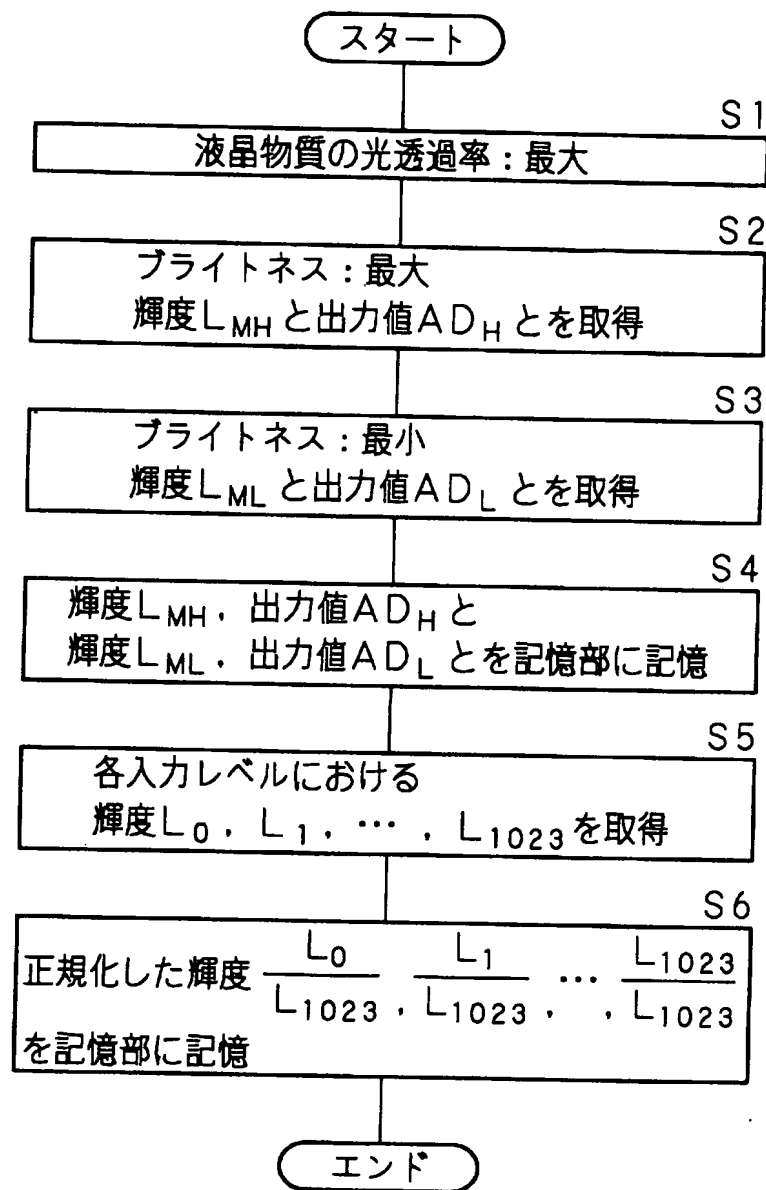 スタート
S1
液晶物質の光透過率：最大
S2
ブライトネス：最大
輝度L_MHと出力値AD_Hとを取得
S3
ブライトネス：最小
輝度L_MLと出力値AD_Lとを取得
S4
輝度L_MH，出力値AD_Hと
輝度L_ML，出力値AD_Lとを記憶部に記憶
S5
各入力レベルにおける
輝度L_0，L_1，…，L_1023を取得
S6
正規化した輝度 L_0/L_1023，L_1/L_1023，…，L_1023/L_1023
を記憶部に記憶
エンド